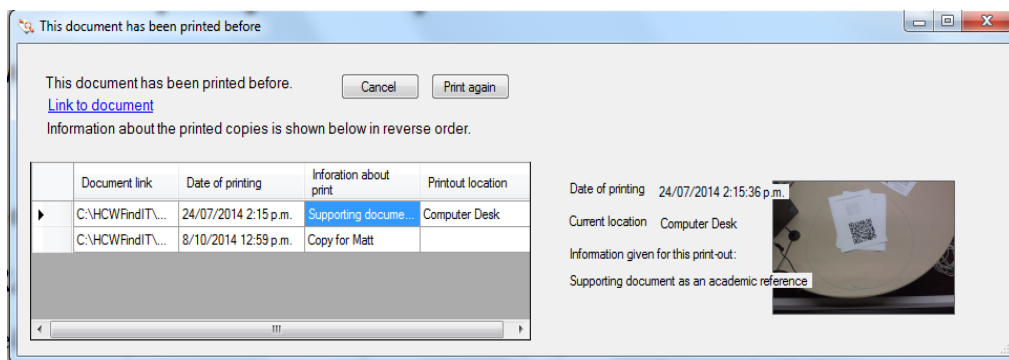 This document has been printed before
This document has been printed before.
Cancel
Print again
Link to document
Information about the printed copies is shown below in reverse order.
Document link Date of printing Inforation about print Printout location
C:\HCWFindIT\... 24/07/2014 2:15 p.m. Supporting docume... Computer Desk
C:\HCWFindIT\... 8/10/2014 12:59 p.m. Copy for Matt
Date of printing 24/07/2014 2:15:36 p.m.
Current location Computer Desk
Information given for this print-out:
Supporting document as an academic reference